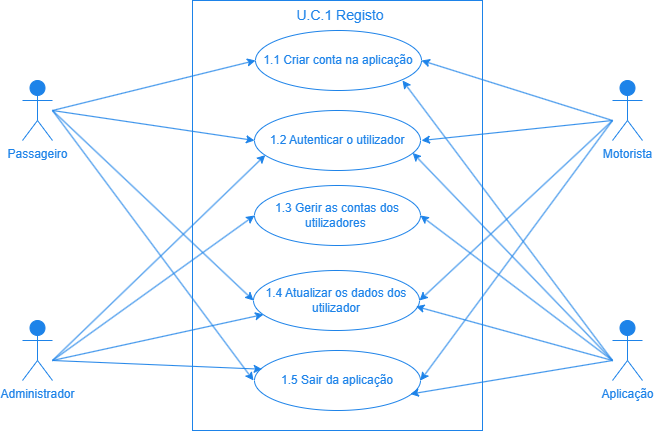 U.C.1 Registo
1.1 Criar conta na aplicação
Passageiro
Motorista
1.2 Autenticar o utilizador
1.3 Gerir as contas dos
utilizadores
1.4 Atualizar os dados dos
utilizador
Administrador
Aplicação
1.5 Sair da aplicação